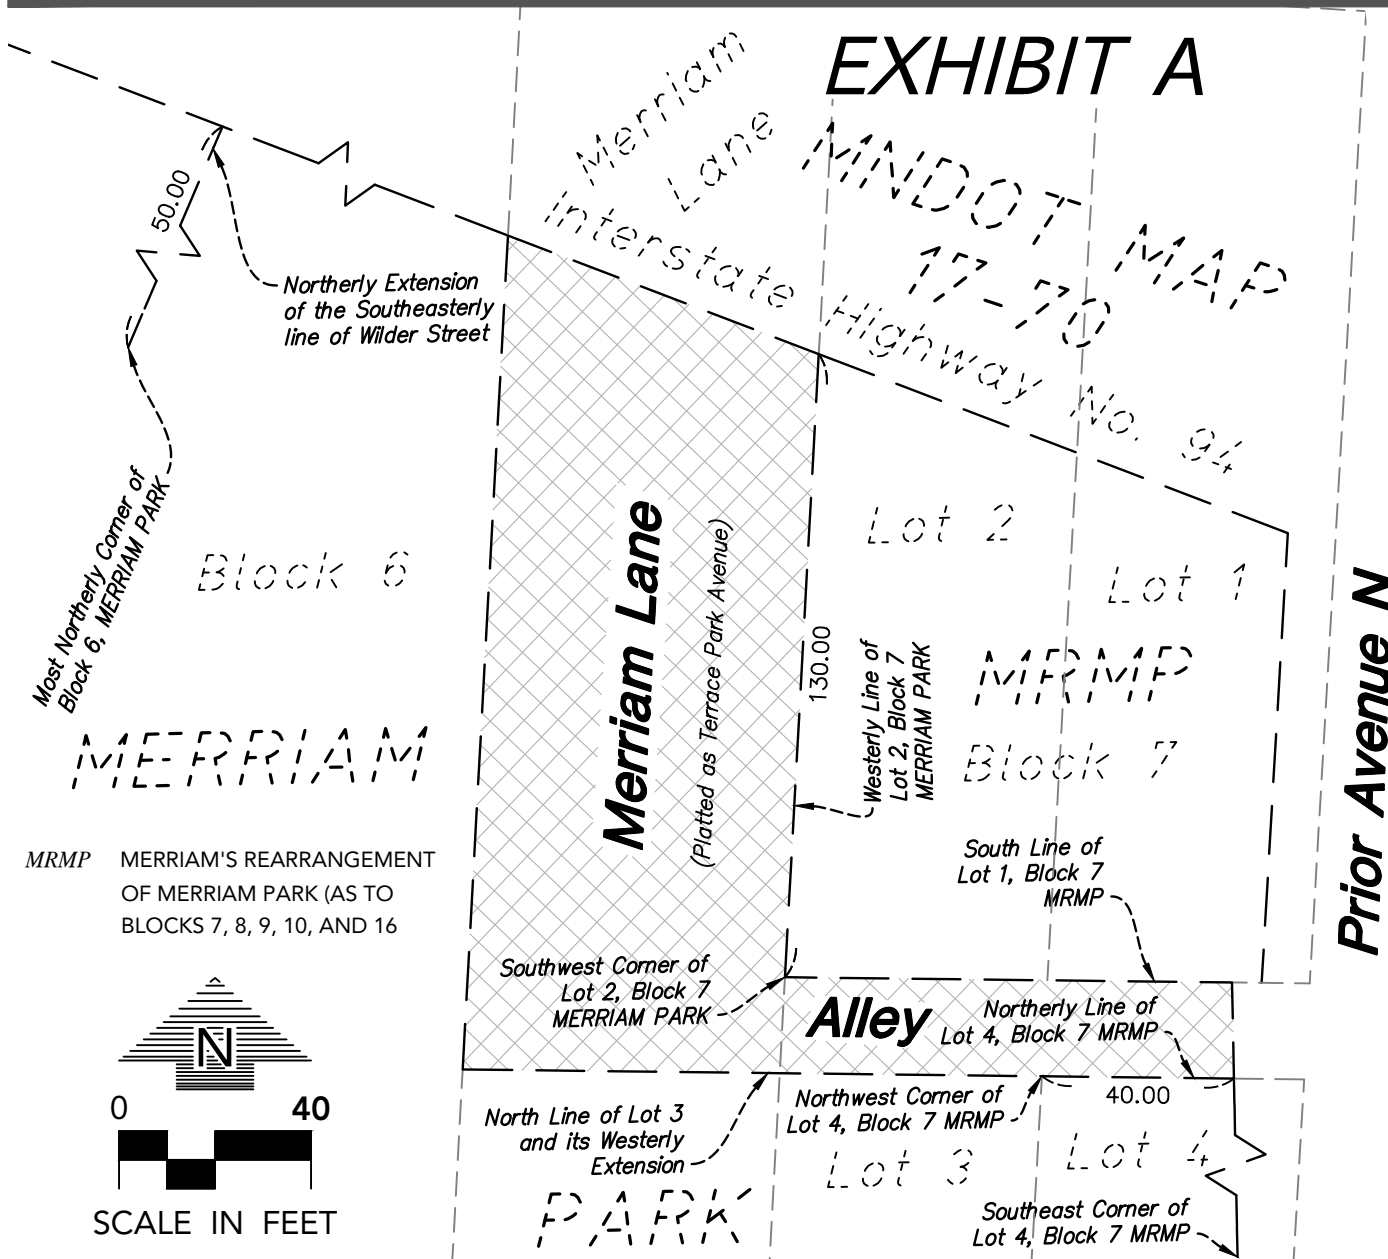 EXHIBIT A
Merriam
Lane
MNDOT MAP
17-70
Interstate Highway No. 94
50.00
Northerly Extension
of the Southeasterly
line of Wilder Street
Most Northerly Corner of
Block 6, MERRIAM PARK
Block 6
MERRIAM
Merriam Lane
(Platted as Terrace Park Avenue)
130.00
Westerly Line of
Lot 2, Block 7
MERRIAM PARK
Lot 2
Lot 1
MRMP
Block 7
Prior Avenue N
South Line of
Lot 1, Block 7
MRMP
MRMP MERRIAM'S REARRANGEMENT
OF MERRIAM PARK (AS TO
BLOCKS 7, 8, 9, 10, AND 16
Southwest Corner of
Lot 2, Block 7
MERRIAM PARK
Alley
Northerly Line of
Lot 4, Block 7 MRMP
N
0 40
SCALE IN FEET
North Line of Lot 3
and its Westerly
Extension
Northwest Corner of
Lot 4, Block 7 MRMP
40.00
Lot 3
Lot 4
PARK
Southeast Corner of
Lot 4, Block 7 MRMP